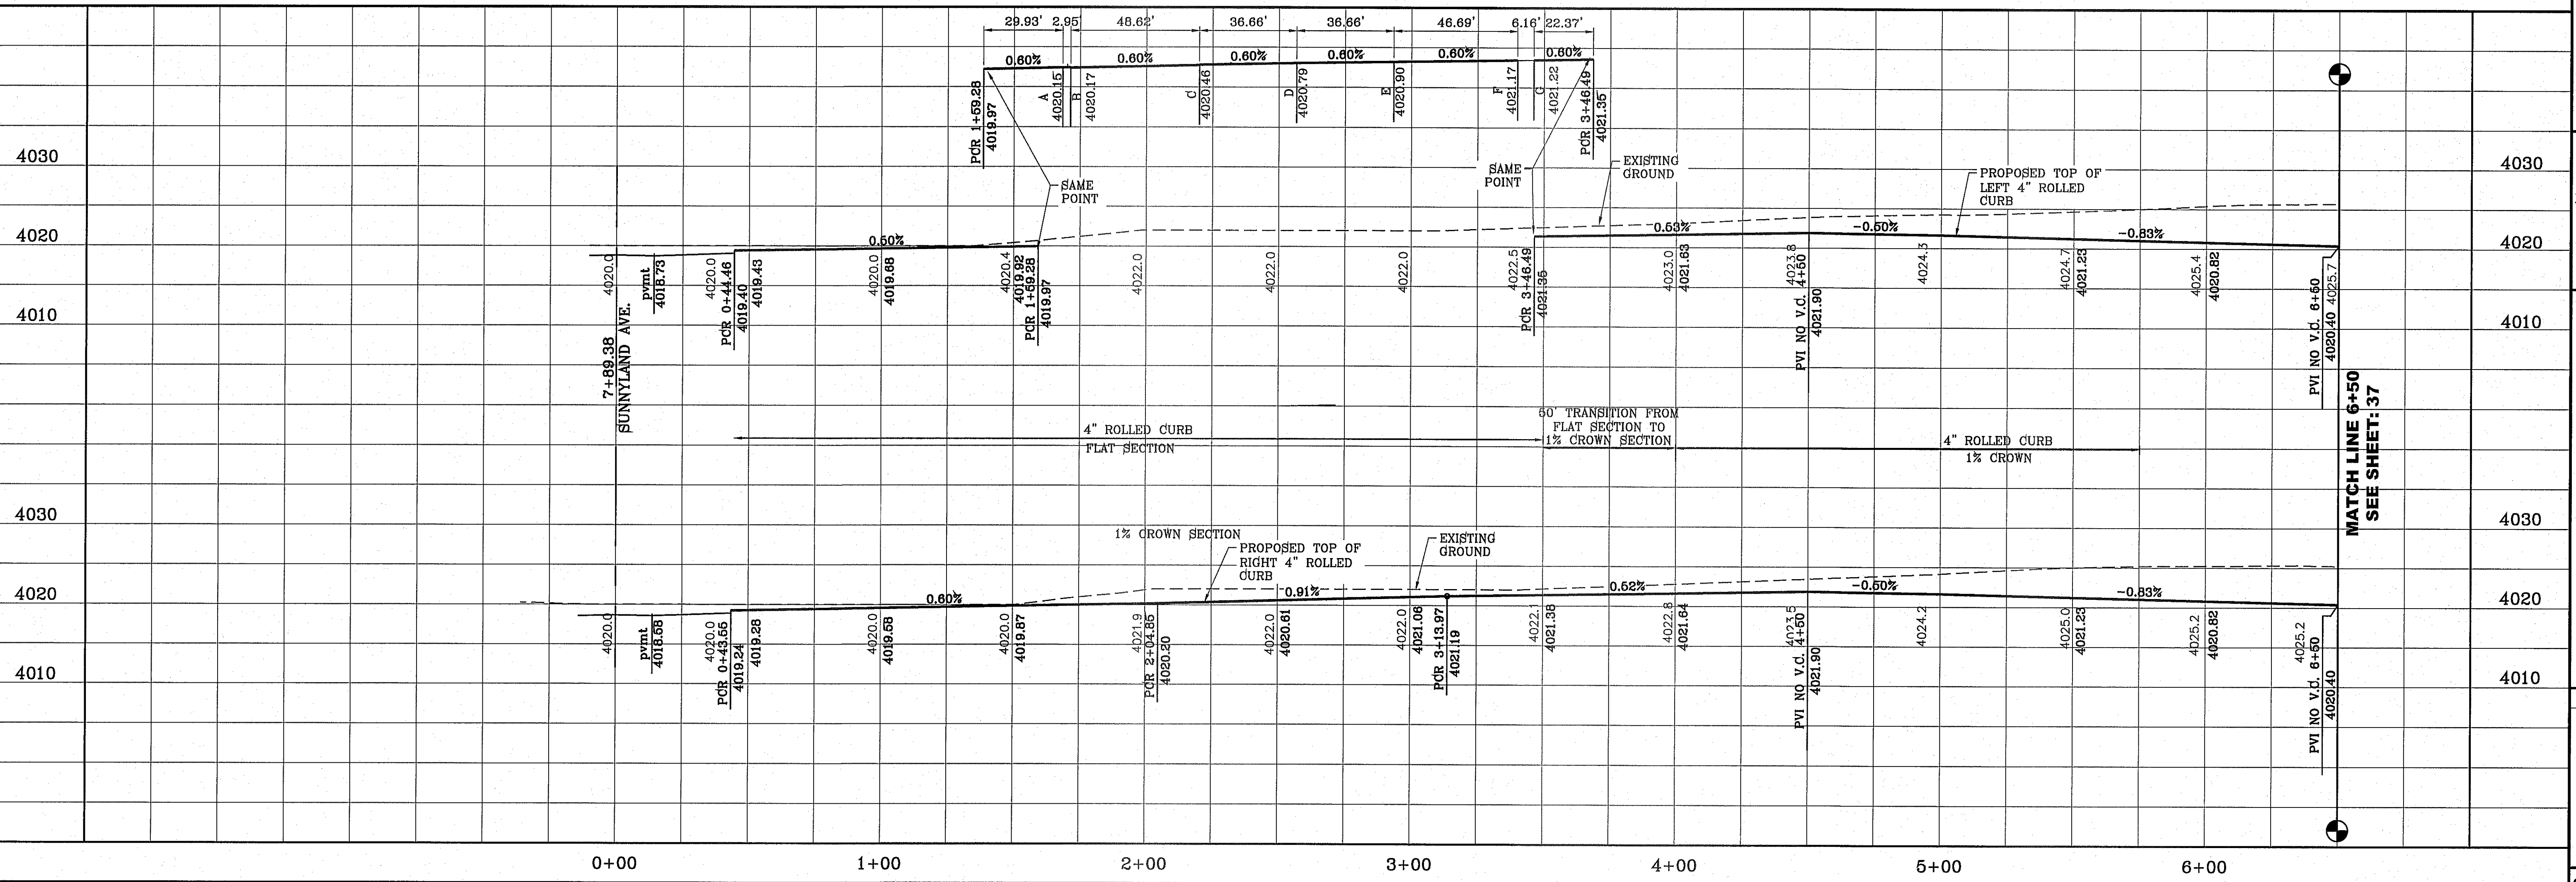 29.93' 2.95' 48.62' 36.66' 36.66' 46.69' 6.16' 22.37'
0.60% 0.60% 0.60% 0.60% 0.60% 0.60%
PCR 1+59.28
4019.97
A
4020.15
B
4020.17
C
4020.46
D
4020.79
E
4020.90
F
4021.17
G
4021.22
PCR 3+46.49
4021.35
4030
SAME
POINT
SAME
POINT
EXISTING
GROUND
PROPOSED TOP OF
LEFT 4" ROLLED
CURB
4030
4020
0.50% 0.53% -0.50% -0.83%
4020
4020.0
pvmt
4018.73
4020.0
PCR 0+44.46
4019.40
4019.43
4020.0
4019.68
4020.4
4019.92
PCR 1+59.28
4019.97
4022.0
4022.0
4022.0
4022.5
PCR 3+46.49
4021.35
4023.0
4021.63
4023.8
PVI NO V.C. 4+50
4021.90
4024.3
4024.7
4021.23
4025.4
4020.82
PVI NO V.C. 6+50
4020.40
4025.7
4010
4010
7+89.38
SUNNYLAND AVE.
4" ROLLED CURB
FLAT SECTION
50' TRANSITION FROM
FLAT SECTION TO
1% CROWN SECTION
4" ROLLED CURB
1% CROWN
MATCH LINE 6+50
SEE SHEET: 37
4030
4030
1% CROWN SECTION
PROPOSED TOP OF
RIGHT 4" ROLLED
CURB
EXISTING
GROUND
4020
0.60% 0.91% 0.52% -0.50% -0.83%
4020
4020.0
pvmt
4018.58
4020.0
PCR 0+43.55
4019.24
4019.28
4020.0
4019.58
4020.0
4019.87
4021.9
PCR 2+04.85
4020.20
4022.0
4020.61
4022.0
4021.06
PCR 3+13.97
4021.19
4022.1
4021.38
4022.8
4021.64
4023.5
PVI NO V.C. 4+50
4021.90
4024.2
4025.0
4021.23
4025.2
4020.82
4025.2
PVI NO V.C. 6+50
4020.40
4010
4010
0+00 1+00 2+00 3+00 4+00 5+00 6+00